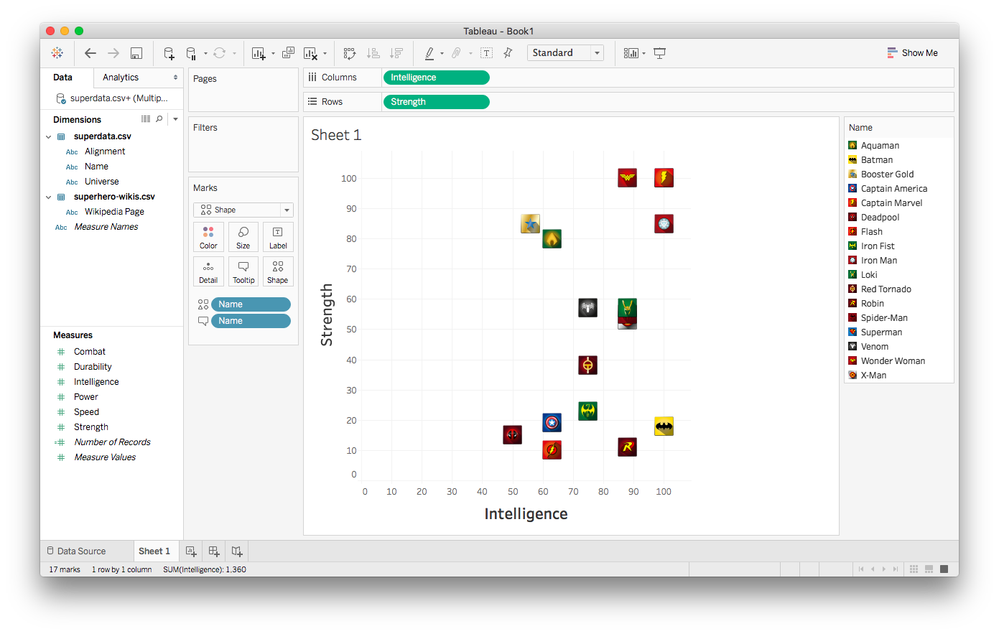 Tableau - Book1
Standard
Show Me
Data
Analytics
superdata.csv+ (Multip...
Dimensions
superdata.csv
Abc Alignment
Abc Name
Abc Universe
superhero-wikis.csv
Abc Wikipedia Page
Abc Measure Names
Measures
# Combat
# Durability
# Intelligence
# Power
# Speed
# Strength
=# Number of Records
# Measure Values
Pages
Filters
Marks
Shape
Color
Size
Label
Detail
Tooltip
Shape
Name
Name
Columns
Intelligence
Rows
Strength
Sheet 1
100
90
80
70
60
50
40
30
20
10
0
Strength
0 10 20 30 40 50 60 70 80 90 100
Intelligence
Name
Aquaman
Batman
Booster Gold
Captain America
Captain Marvel
Deadpool
Flash
Iron Fist
Iron Man
Loki
Red Tornado
Robin
Spider-Man
Superman
Venom
Wonder Woman
X-Man
Data Source
Sheet 1
17 marks
1 row by 1 column
SUM(Intelligence): 1,360